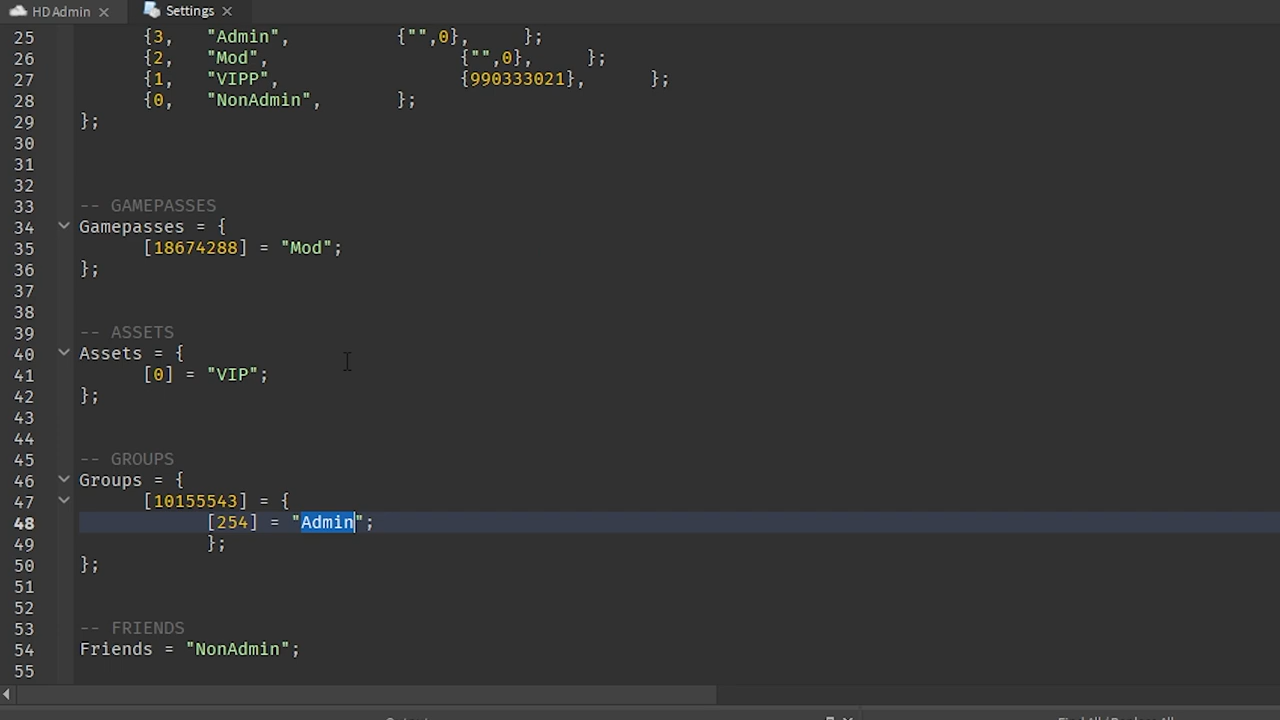 HDAdmin Settings
25 {3, "Admin", {"",0}, };
26 {2, "Mod", {"",0}, };
27 {1, "VIPP", {990333021}, };
28 {0, "NonAdmin", };
29 };
30
31
32
33 -- GAMEPASSES
34 Gamepasses = {
35 [18674288] = "Mod";
36 };
37
38
39 -- ASSETS
40 Assets = {
41 [0] = "VIP";
42 };
43
44
45 -- GROUPS
46 Groups = {
47 [10155543] = {
48 [254] = "Admin";
49 };
50 };
51
52
53 -- FRIENDS
54 Friends = "NonAdmin";
55